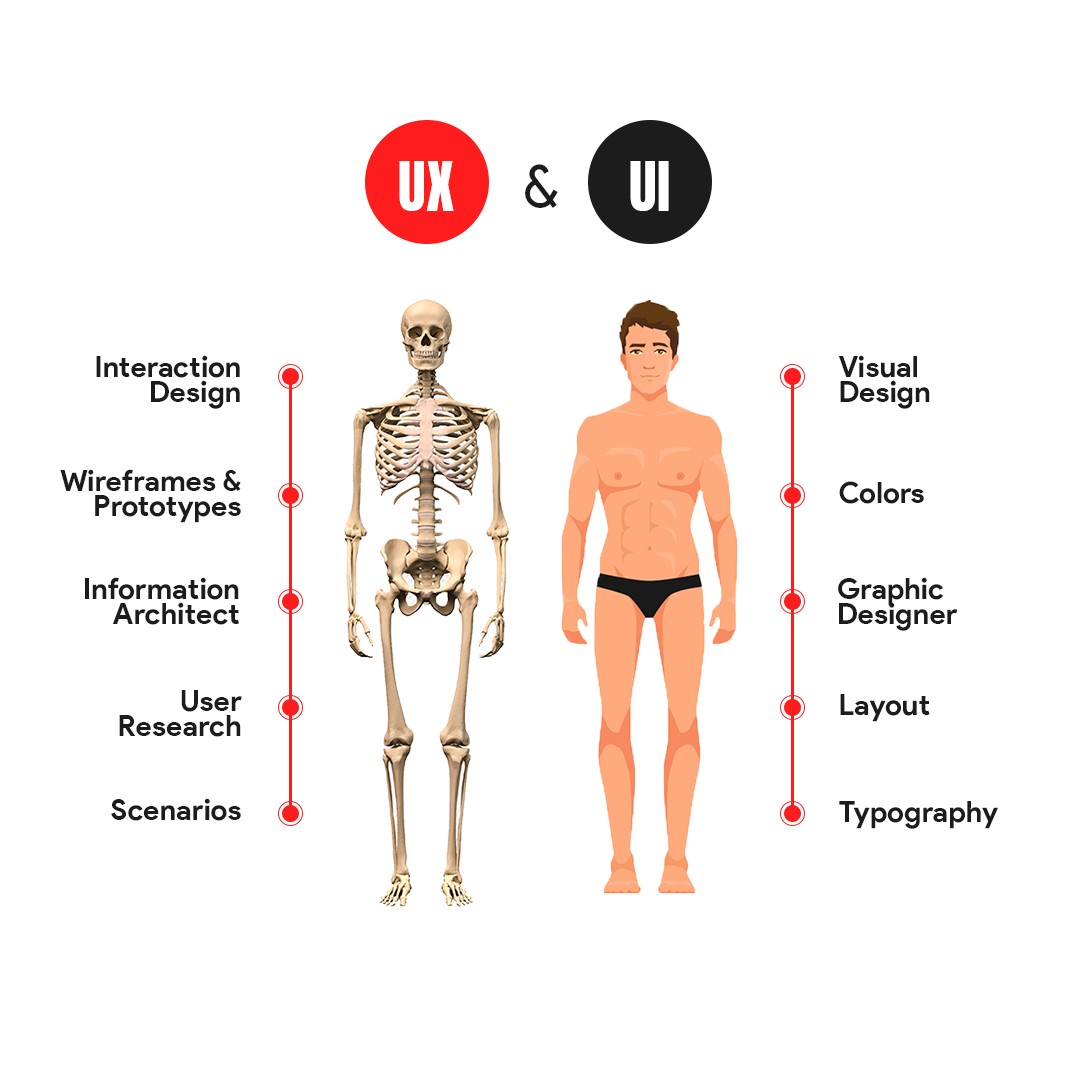 UX & UI
Interaction
Design
Wireframes &
Prototypes
Information
Architect
User
Research
Scenarios
Visual
Design
Colors
Graphic
Designer
Layout
Typography